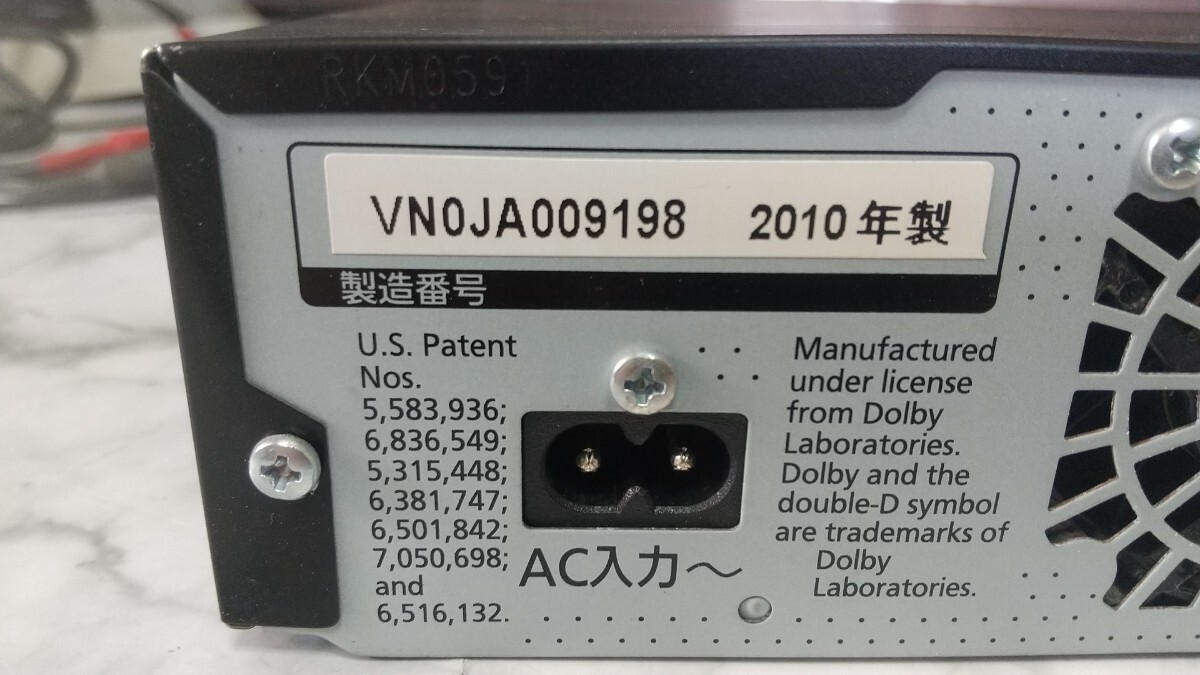 RKM0591
VN0JA009198 2010年製
製造番号
U.S. Patent
Nos.
5,583,936;
6,836,549;
5,315,448;
6,381,747;
6,501,842;
7,050,698;
and
6,516,132.
AC入力～
Manufactured
under license
from Dolby
Laboratories.
Dolby and the
double-D symbol
are trademarks of
Dolby
Laboratories.